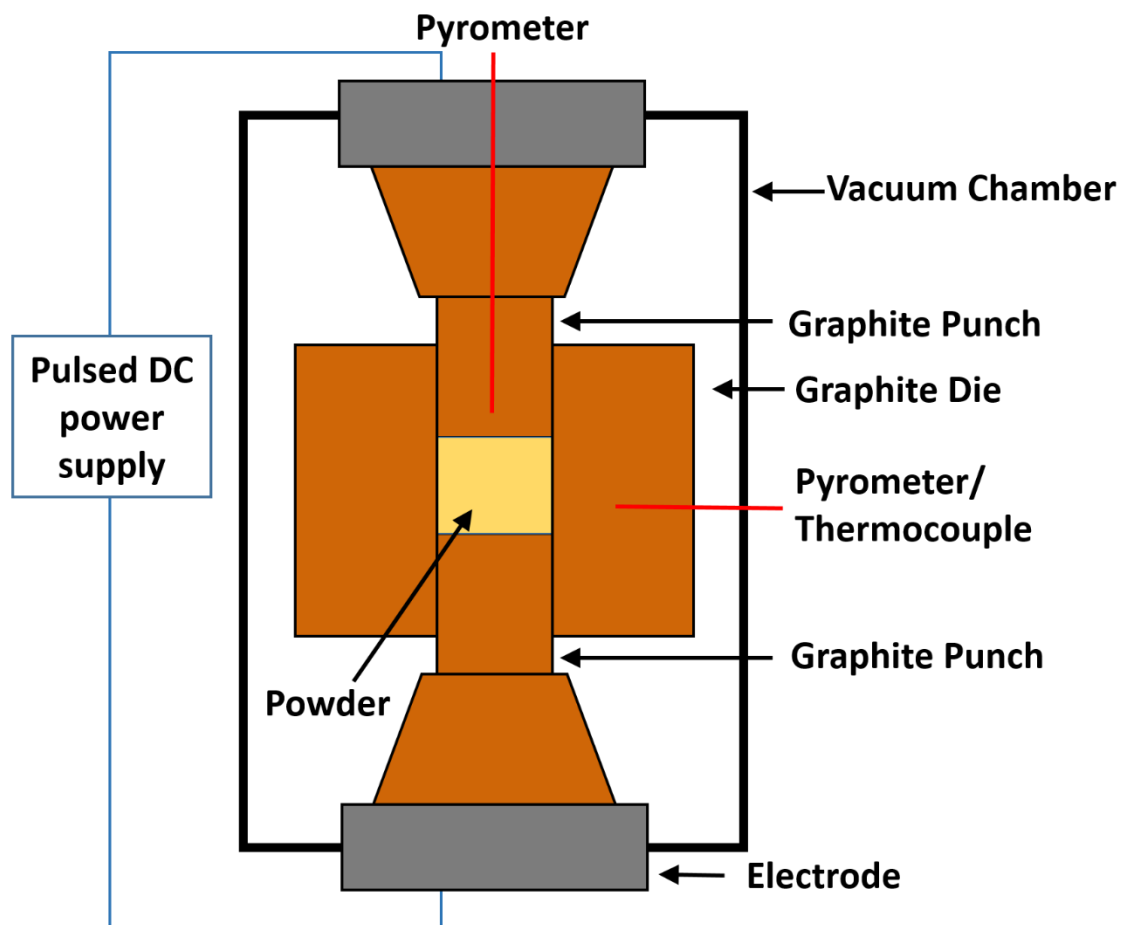 Pyrometer
Vacuum Chamber
Graphite Punch
Pulsed DC
power
supply
Graphite Die
Pyrometer/
Thermocouple
Graphite Punch
Powder
Electrode